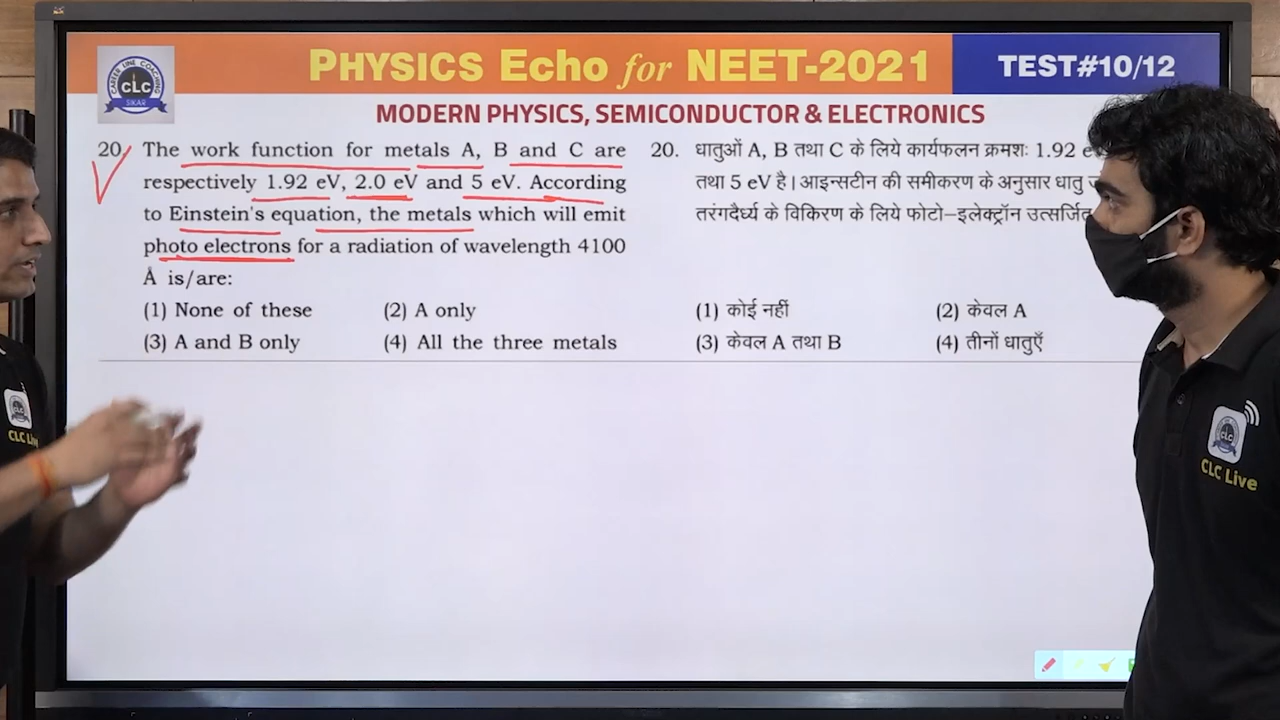 PHYSICS Echo for NEET-2021
TEST#10/12
CAREER LINE COACHING
CLC
SIKAR
MODERN PHYSICS, SEMICONDUCTOR & ELECTRONICS
20. The work function for metals A, B and C are
respectively 1.92 eV, 2.0 eV and 5 eV. According
to Einstein's equation, the metals which will emit
photo electrons for a radiation of wavelength 4100
Å is/are:
(1) None of these (2) A only
(3) A and B only (4) All the three metals
20. धातुओं A, B तथा C के लिये कार्यफलन क्रमशः 1.92
तथा 5 eV है। आइन्सटीन की समीकरण के अनुसार धातु
तरंगदैर्ध्य के विकिरण के लिये फोटो–इलेक्ट्रॉन उत्सर्जित
(1) कोई नहीं (2) केवल A
(3) केवल A तथा B (4) तीनों धातुएँ
CLC
CLC Live
CLC